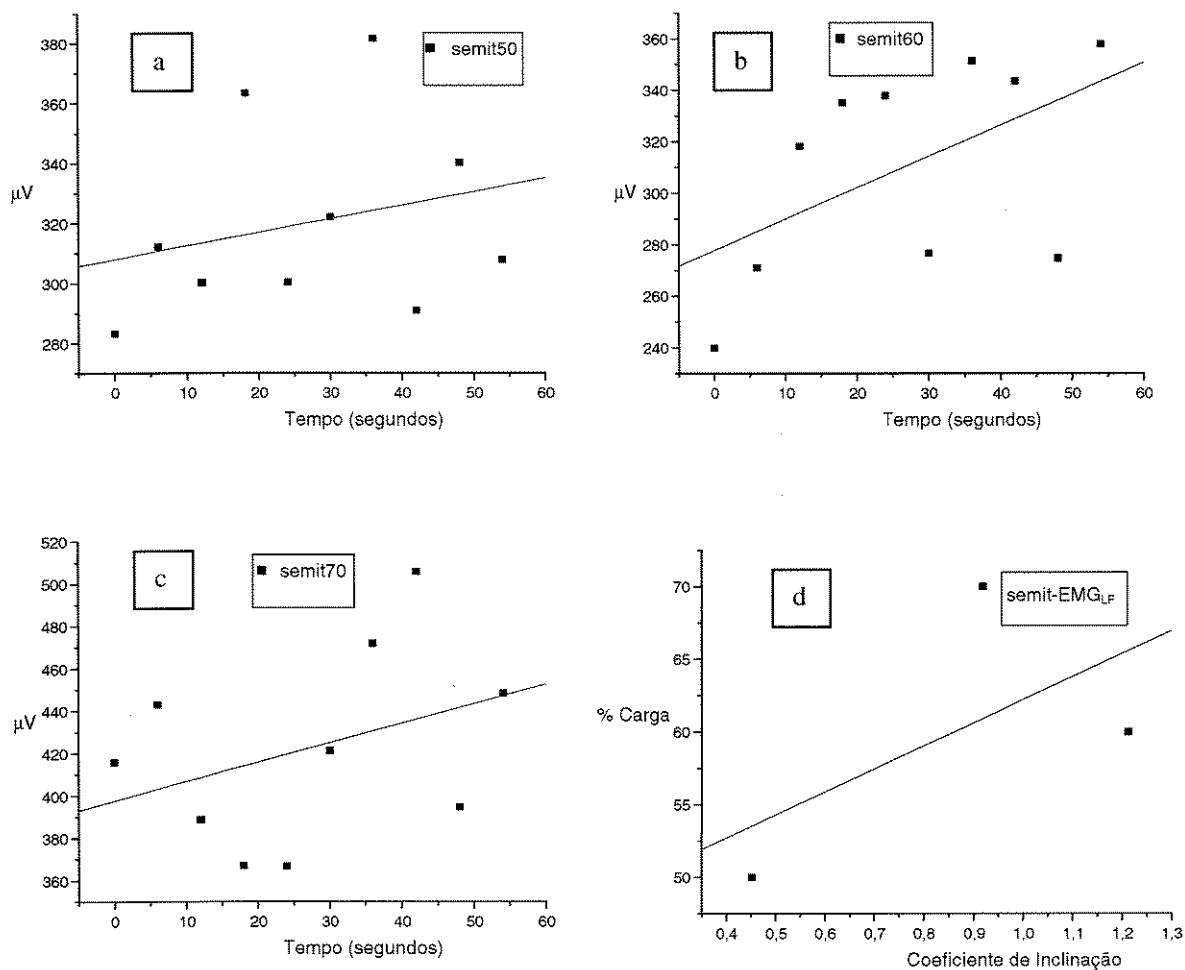 a
semit50
380
360
340
320
300
280
μV
0 10 20 30 40 50 60
Tempo (segundos)
b
semit60
360
340
320
300
280
260
240
μV
0 10 20 30 40 50 60
Tempo (segundos)
c
semit70
520
500
480
460
440
420
400
380
360
350
μV
0 10 20 30 40 50 60
Tempo (segundos)
d
semit-EMG_LF
70
65
60
55
50
% Carga
0,4 0,5 0,6 0,7 0,8 0,9 1,0 1,1 1,2 1,3
Coeficiente de Inclinação